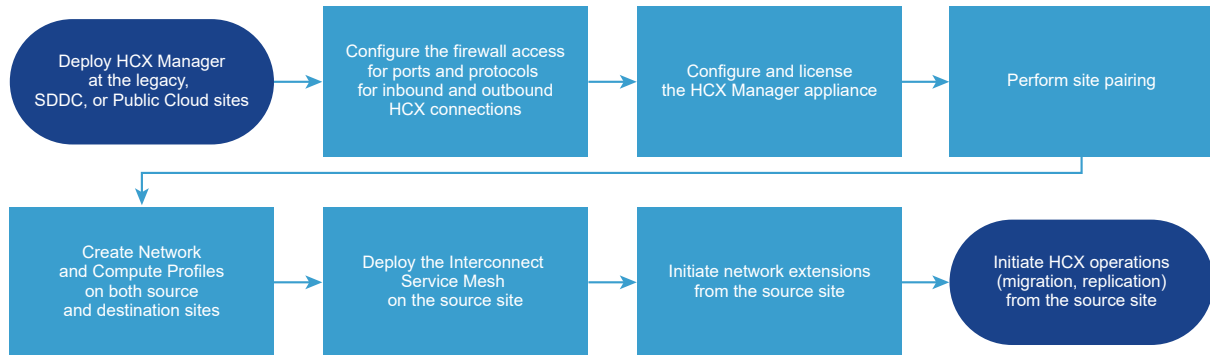 Deploy HCX Manager
at the legacy,
SDDC, or Public Cloud sites
Configure the firewall access
for ports and protocols
for inbound and outbound
HCX connections
Configure and license
the HCX Manager appliance
Perform site pairing
Create Network
and Compute Profiles
on both source
and destination sites
Deploy the Interconnect
Service Mesh
on the source site
Initiate network extensions
from the source site
Initiate HCX operations
(migration, replication)
from the source site